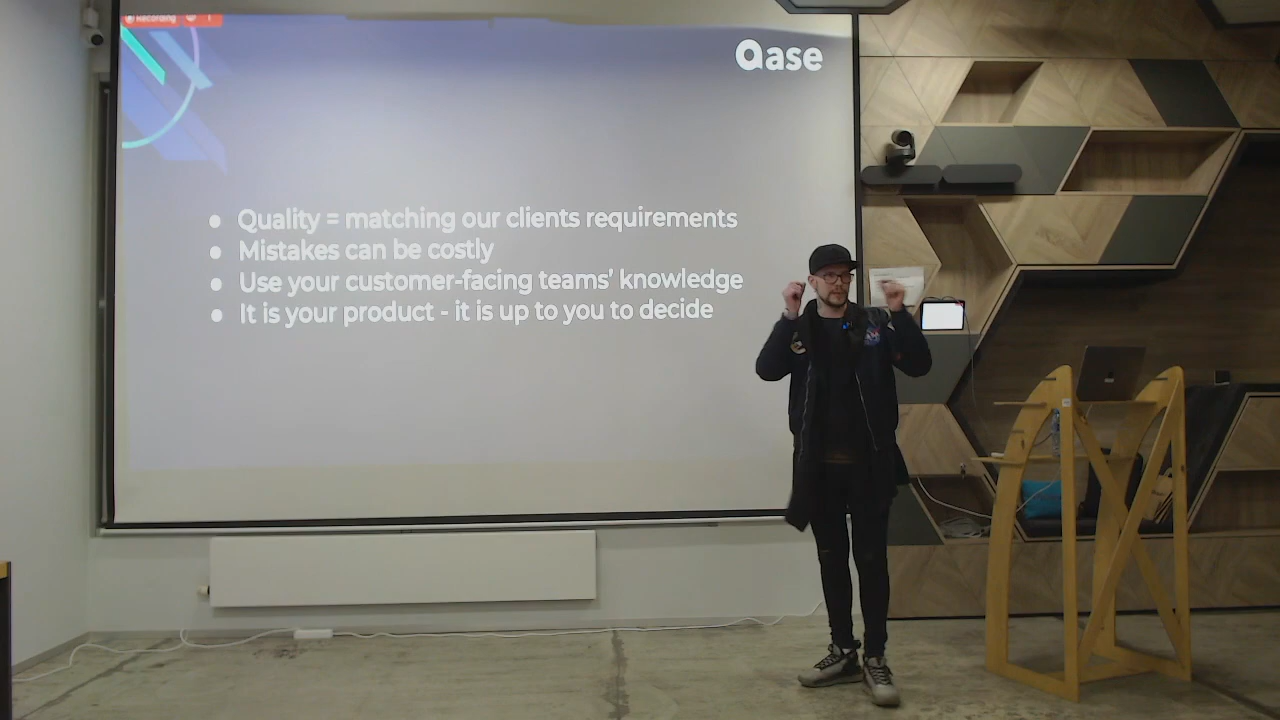 Recording
Qase
Quality = matching our clients requirements
Mistakes can be costly
Use your customer-facing teams' knowledge
It is your product - it is up to you to decide